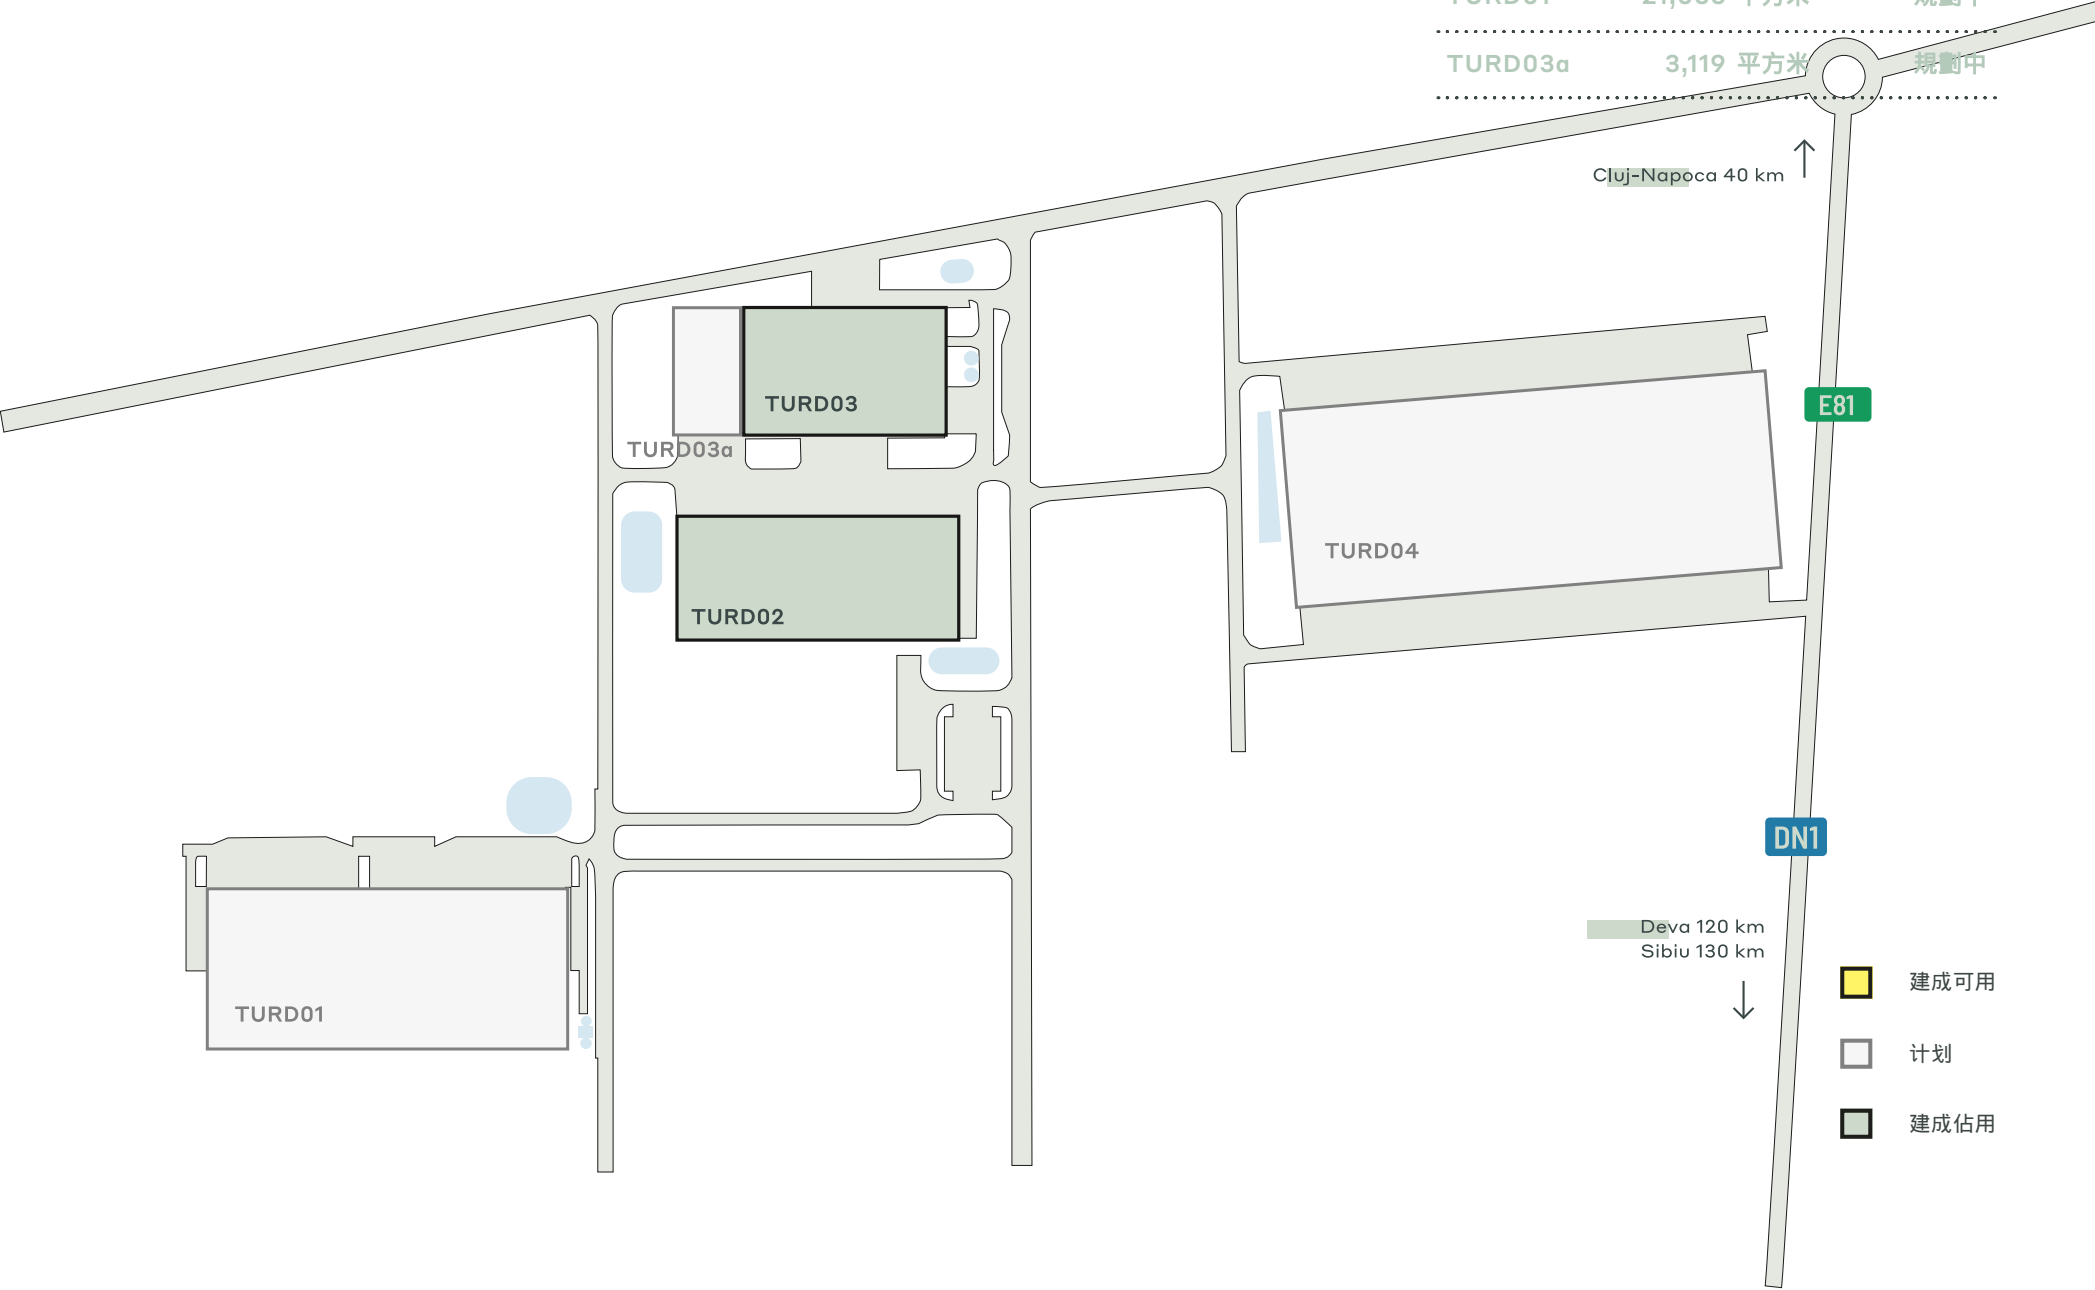 TURD03a 3,119 平方米 規劃中
Cluj-Napoca 40 km
E81
TURD03
TURD03a
TURD04
TURD02
DN1
Deva 120 km
Sibiu 130 km
建成可用
TURD01
计划
建成佔用